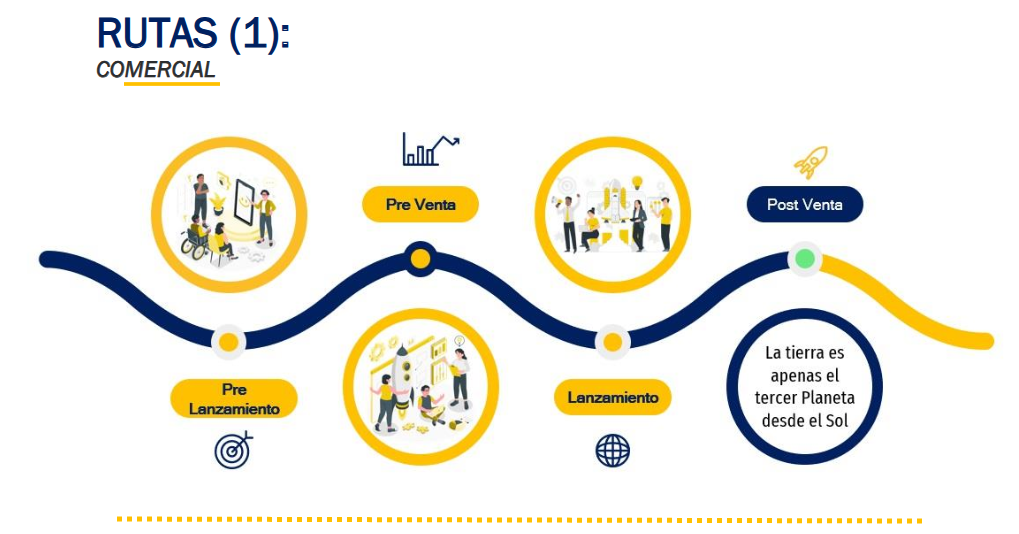 RUTAS (1):
COMERCIAL
Pre Venta
Post Venta
Pre
Lanzamiento
Lanzamiento
La tierra es
apenas el
tercer Planeta
desde el Sol